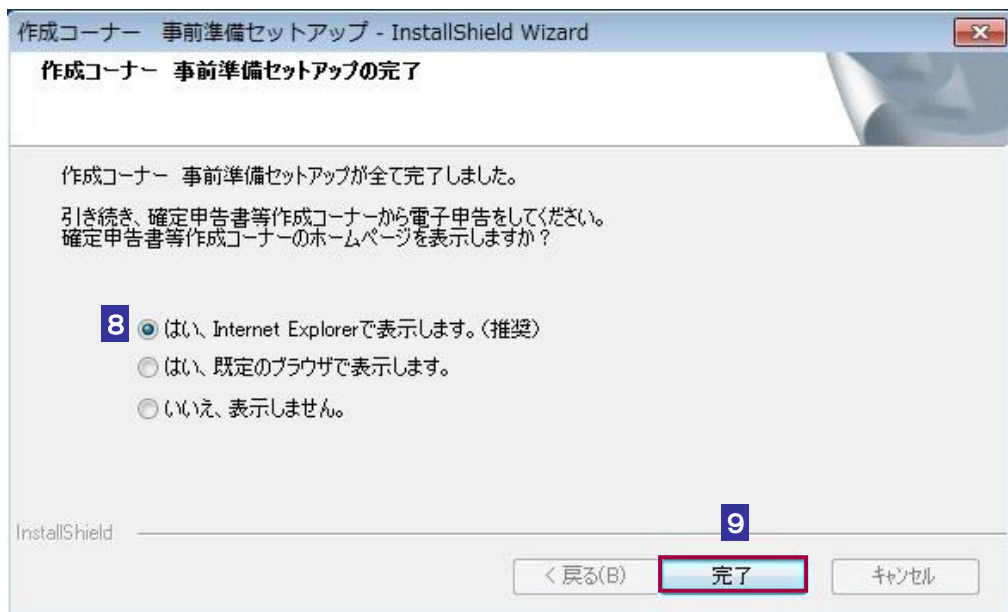 作成コーナー　事前準備セットアップ - InstallShield Wizard
作成コーナー 事前準備セットアップの完了
作成コーナー 事前準備セットアップが全て完了しました。
引き続き、確定申告書等作成コーナーから電子申告をしてください。
確定申告書等作成コーナーのホームページを表示しますか？
8 はい、Internet Explorerで表示します。（推奨）
はい、既定のブラウザで表示します。
いいえ、表示しません。
InstallShield
9
< 戻る(B) 完了 キャンセル